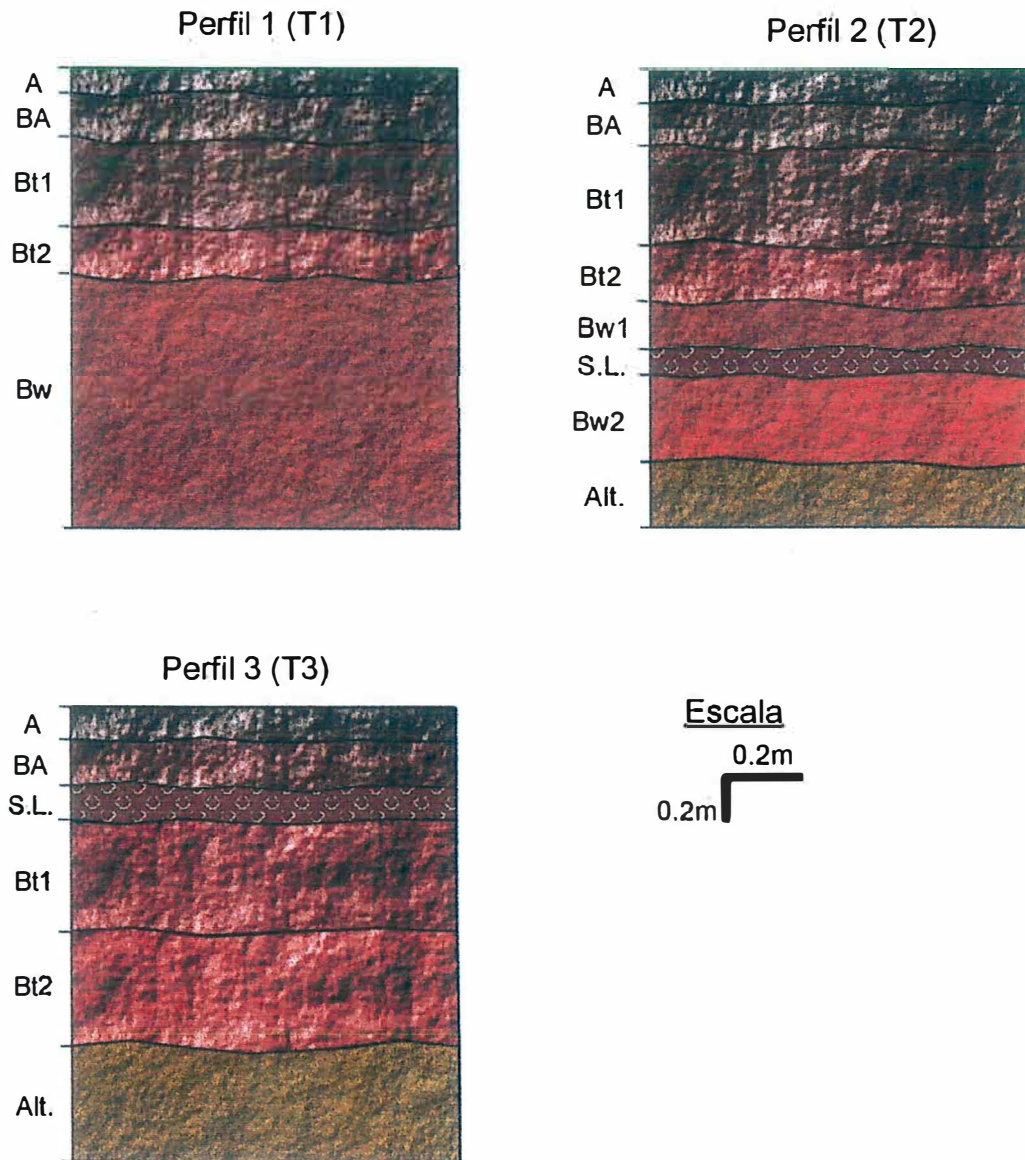 Perfil 1 (T1)
A
BA
Bt1
Bt2
Bw
Perfil 2 (T2)
A
BA
Bt1
Bt2
Bw1
S.L.
Bw2
Alt.
Perfil 3 (T3)
A
BA
S.L.
Bt1
Bt2
Alt.
Escala
0.2m
0.2m